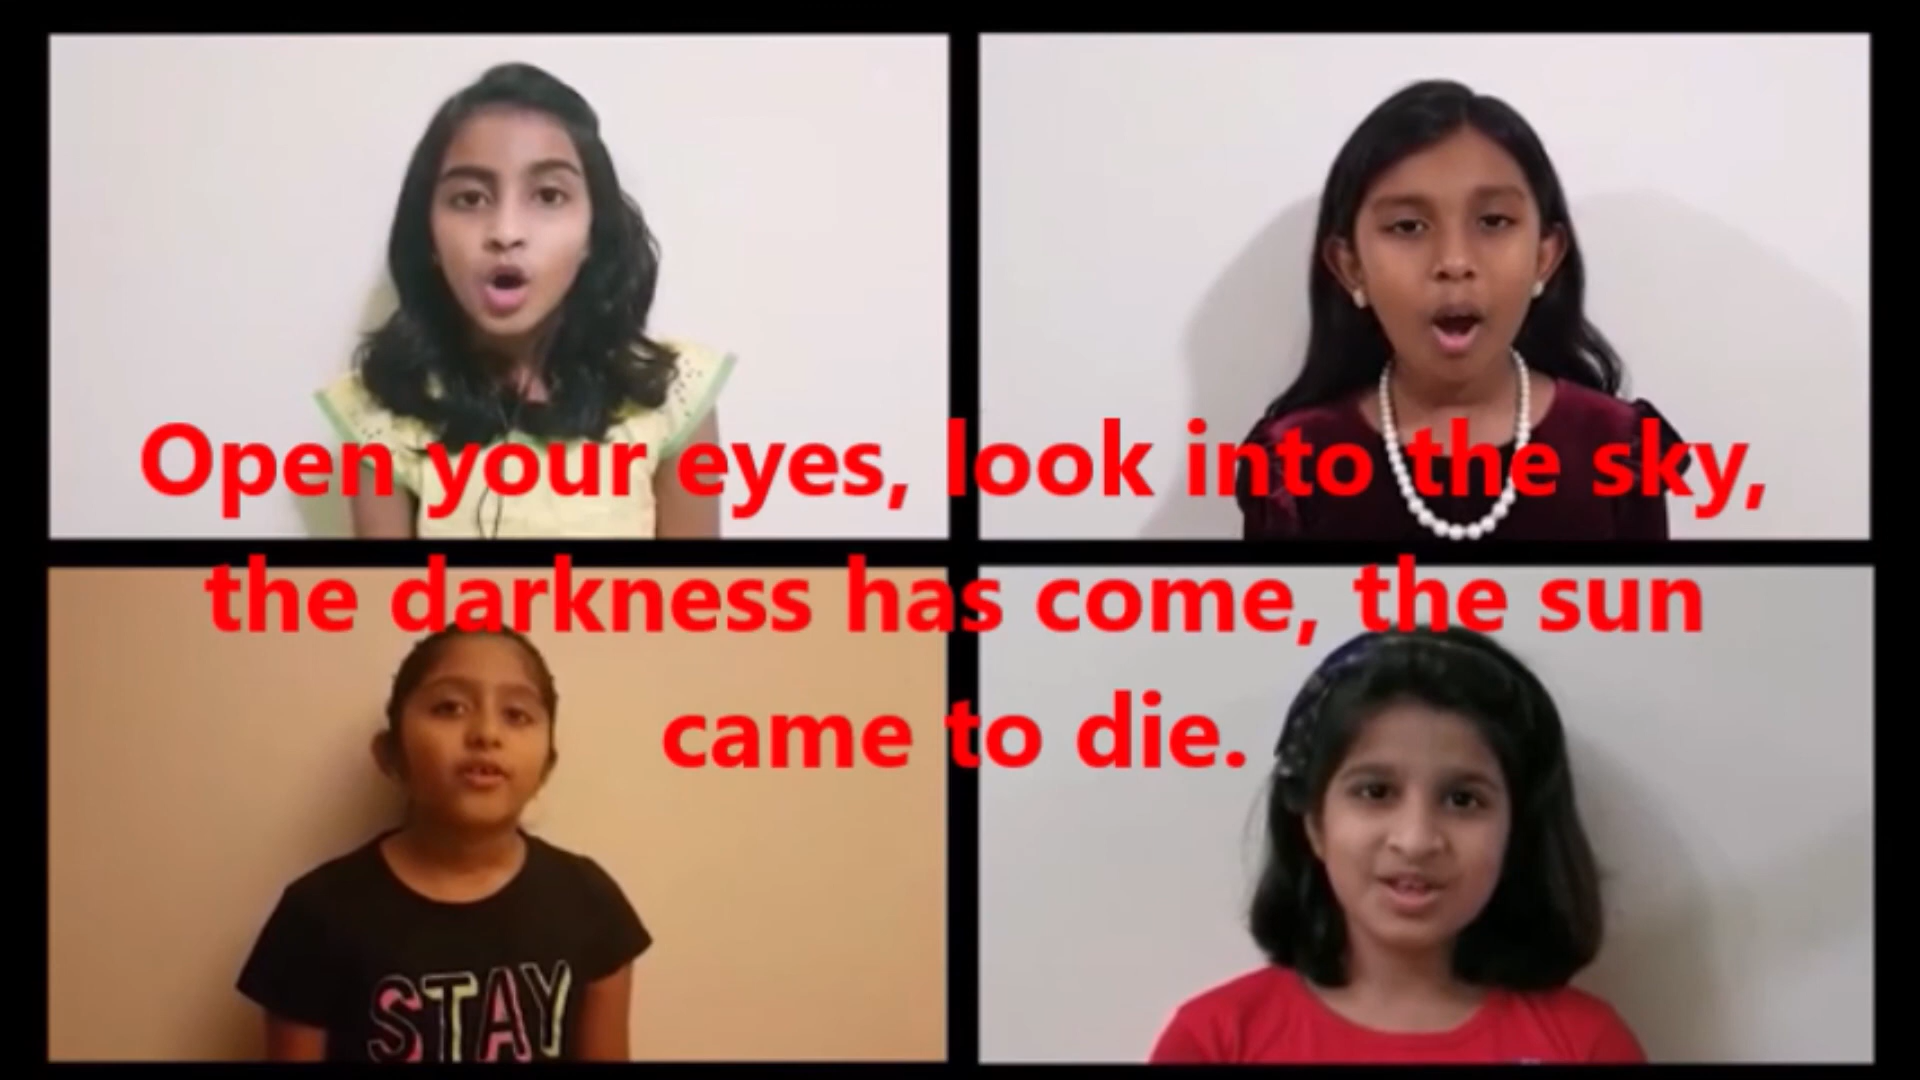 Open your eyes, look into the sky,
the darkness has come, the sun
came to die.
STAY